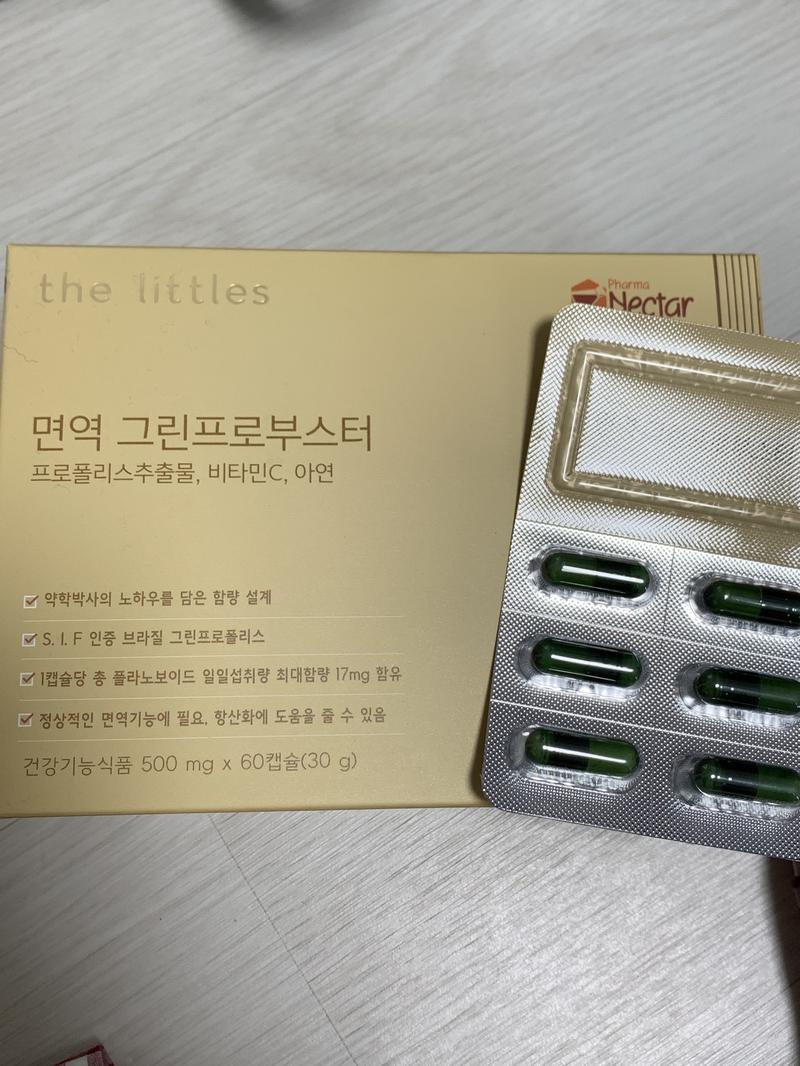 the littles
Pharma
Nectar
면역 그린프로부스터
프로폴리스추출물, 비타민C, 아연
약학박사의 노하우를 담은 함량 설계
S. I. F 인증 브라질 그린프로폴리스
1캡슐당 총 플라노보이드 일일섭취량 최대함량 17mg 함유
정상적인 면역기능에 필요, 항산화에 도움을 줄 수 있음
건강기능식품 500 mg x 60캡슐(30 g)